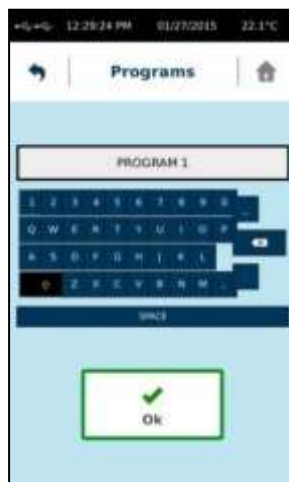 12:29:24 PM 01/27/2015 22.1°C
Programs
PROGRAM 1
1 2 3 4 5 6 7 8 9 0 _
Q W E R T Y U I O P
A S D F G H J K L
Z X C V B N M .
SPACE
Ok